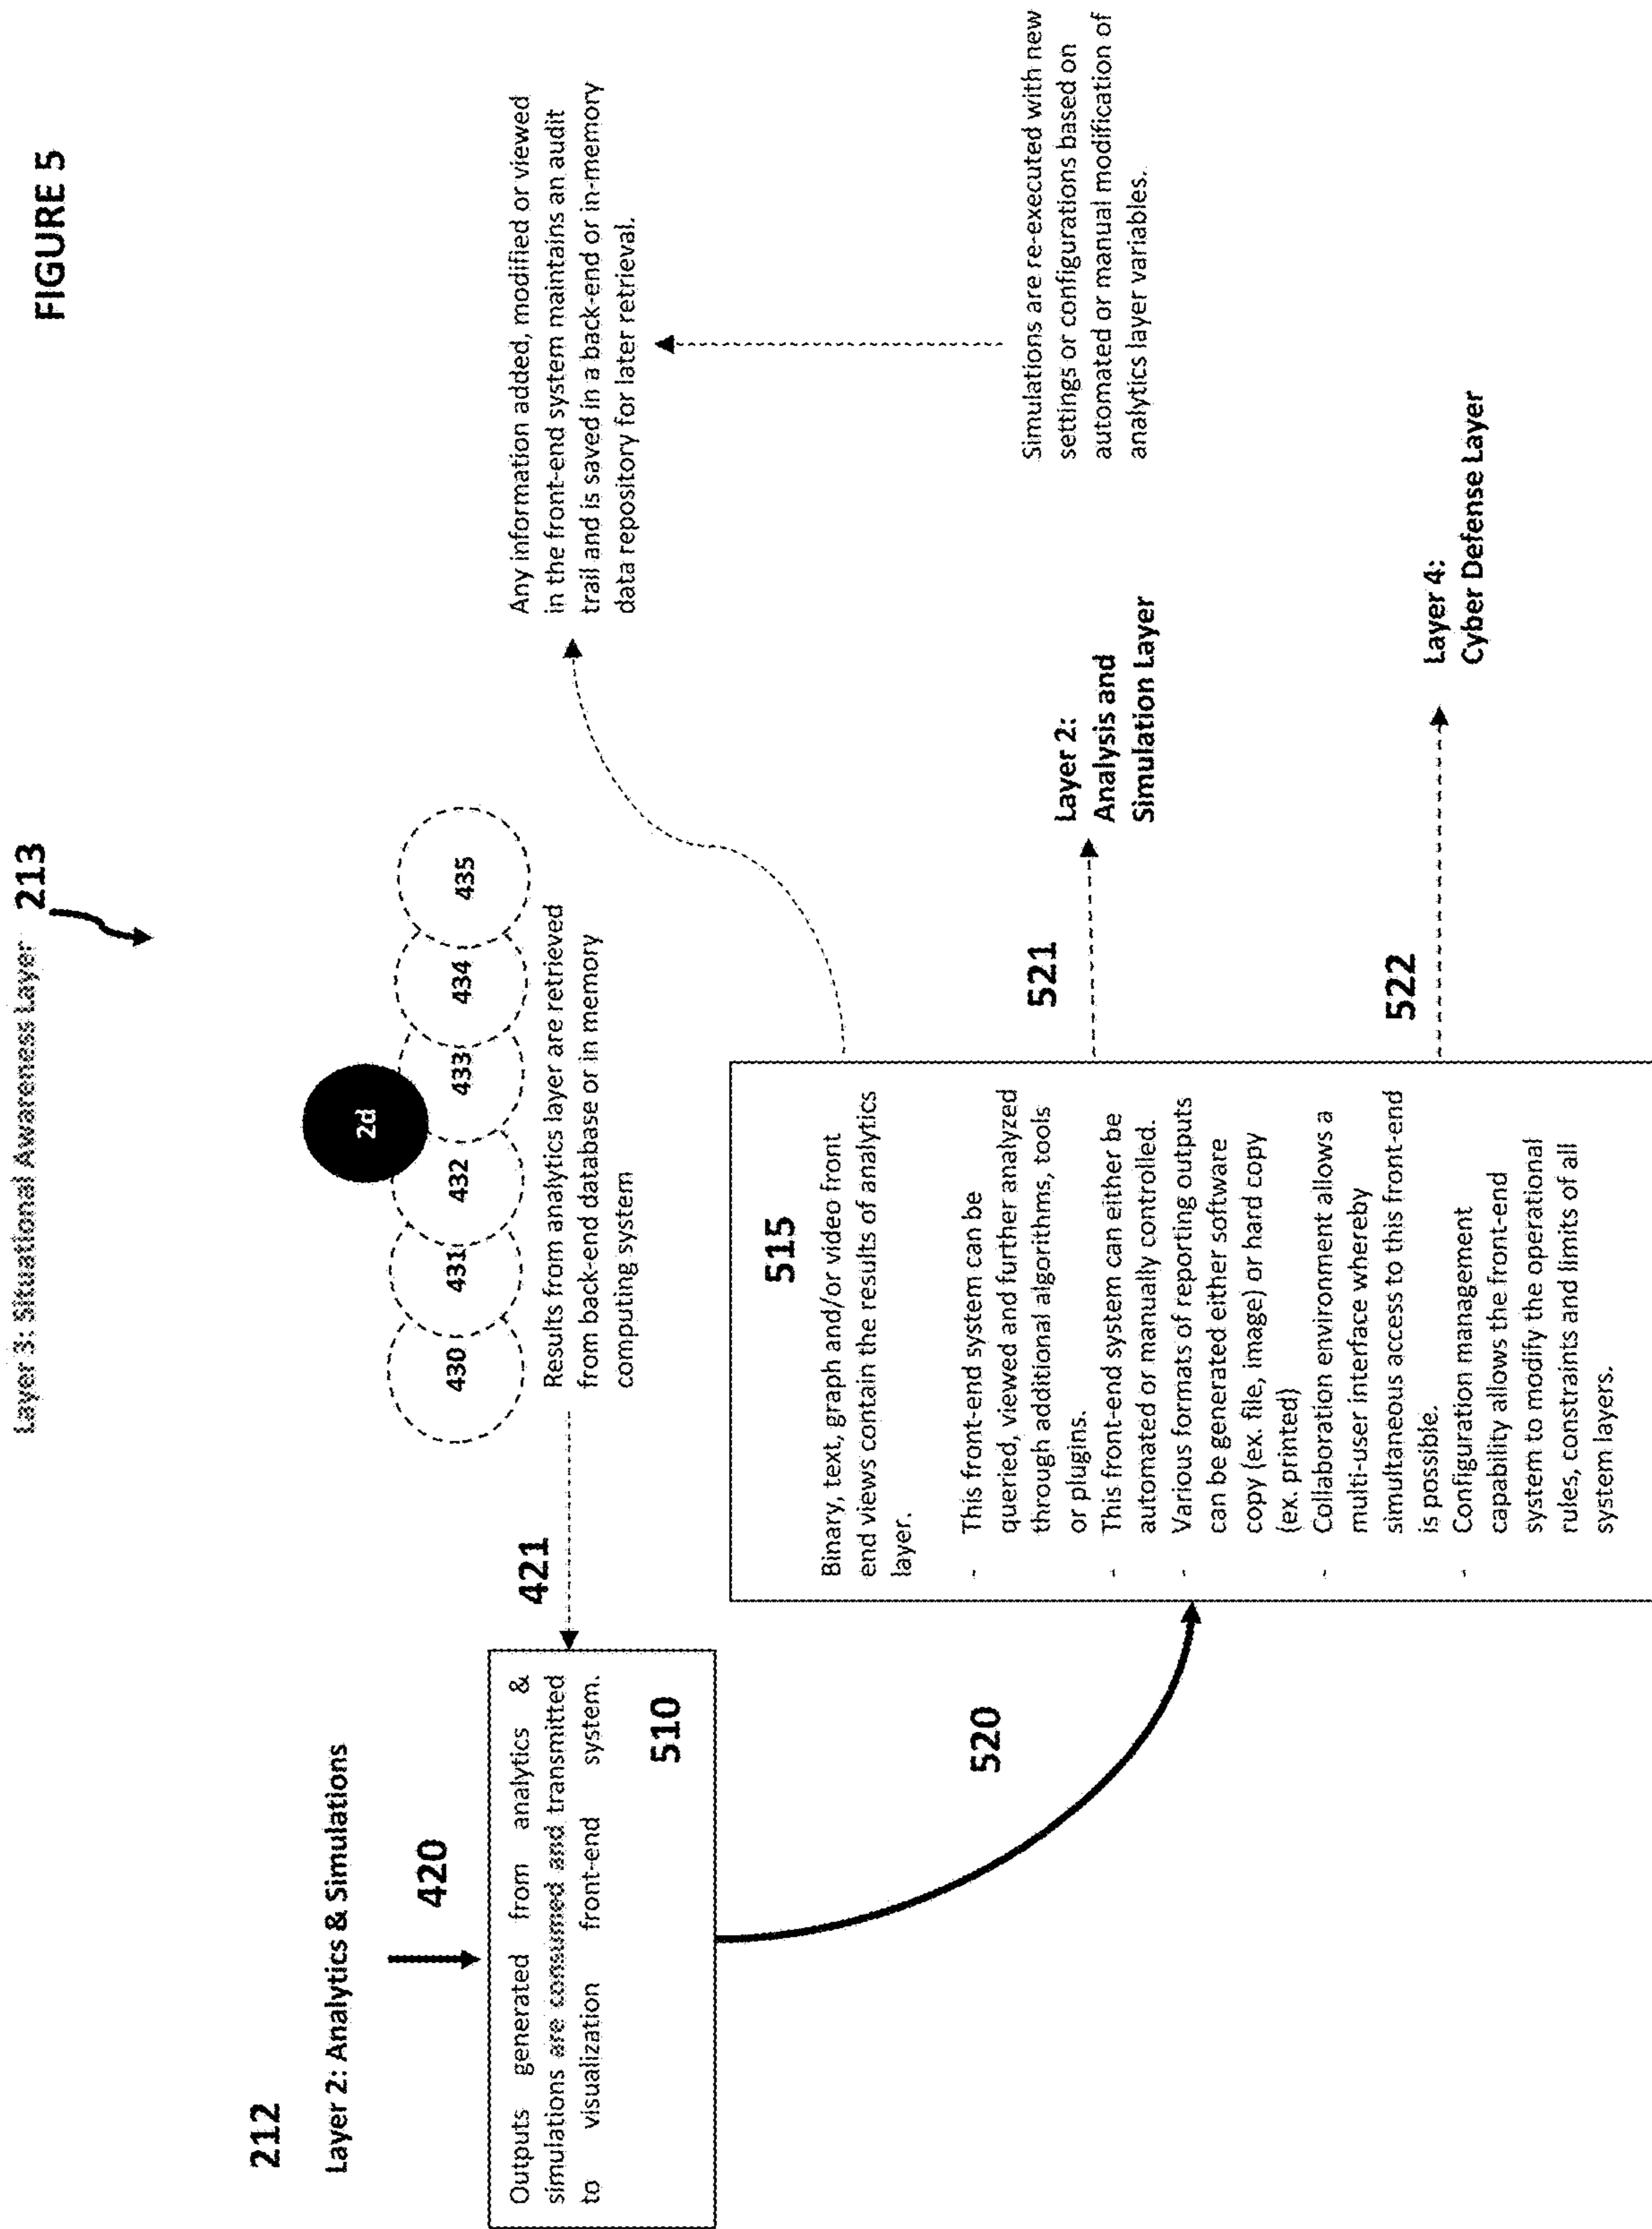 Layer 3: Situational Awareness Layer
213
FIGURE 5
212
Layer 2: Analytics & Simulations
420
Outputs generated from analytics &
simulations are consumed and transmitted
to visualization front-end system.
510
421
2d
430
431
432
433
434
435
Results from analytics layer are retrieved
from back-end database or in memory
computing system
520
515
Binary, text, graph and/or video front
end views contain the results of analytics
layer.
- This front-end system can be
queried, viewed and further analyzed
through additional algorithms, tools
or plugins.
- This front-end system can either be
automated or manually controlled.
- Various formats of reporting outputs
can be generated either software
copy (ex. file, image) or hard copy
(ex. printed)
- Collaboration environment allows a
multi-user interface whereby
simultaneous access to this front-end
is possible.
- Configuration management
capability allows the front-end
system to modify the operational
rules, constraints and limits of all
system layers.
Any information added, modified or viewed
in the front-end system maintains an audit
trail and is saved in a back-end or in-memory
data repository for later retrieval.
Simulations are re-executed with new
settings or configurations based on
automated or manual modification of
analytics layer variables.
521
Layer 2:
Analysis and
Simulation Layer
522
Layer 4:
Cyber Defense Layer